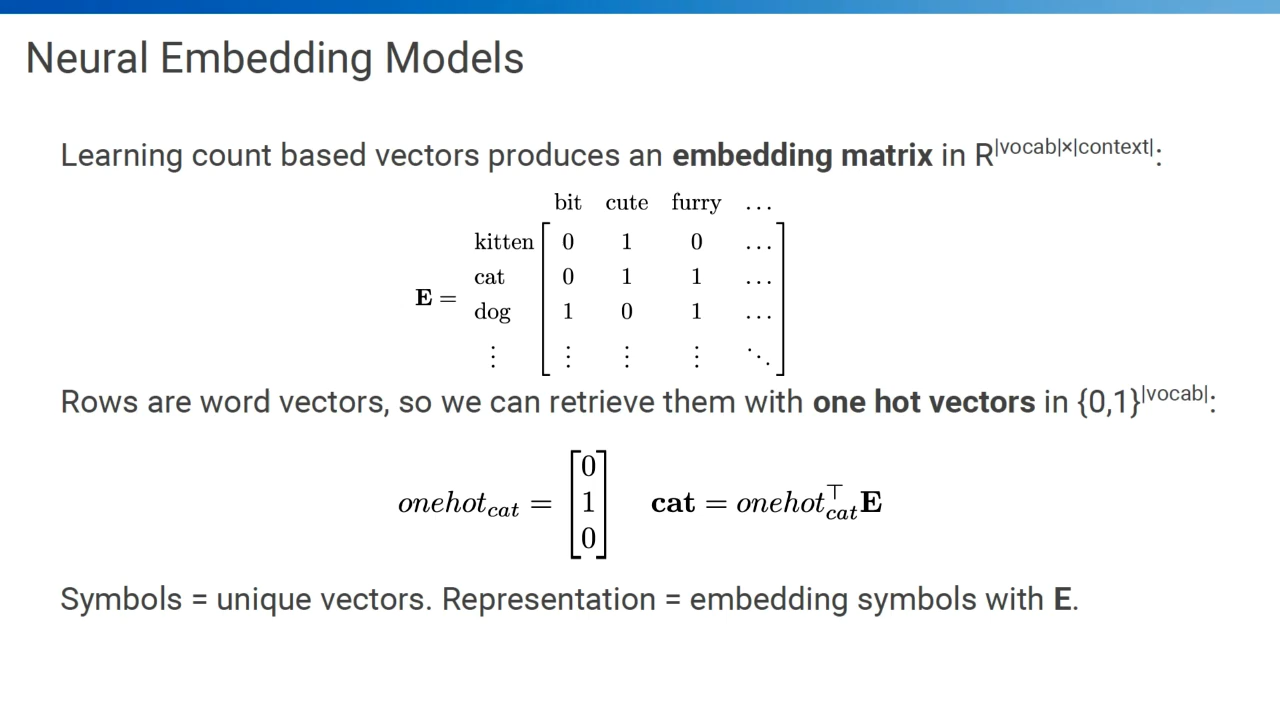 Neural Embedding Models
Learning count based vectors produces an embedding matrix in R|vocab|×|context|:
bit cute furry ...
kitten 0 1 0 ...
cat 0 1 1 ...
E =
dog 1 0 1 ...
⋮ ⋮ ⋮ ⋮ ⋱
Rows are word vectors, so we can retrieve them with one hot vectors in {0,1}|vocab|:
0
onehot_cat = 1 cat = onehot_cat^⊤ E
0
Symbols = unique vectors. Representation = embedding symbols with E.